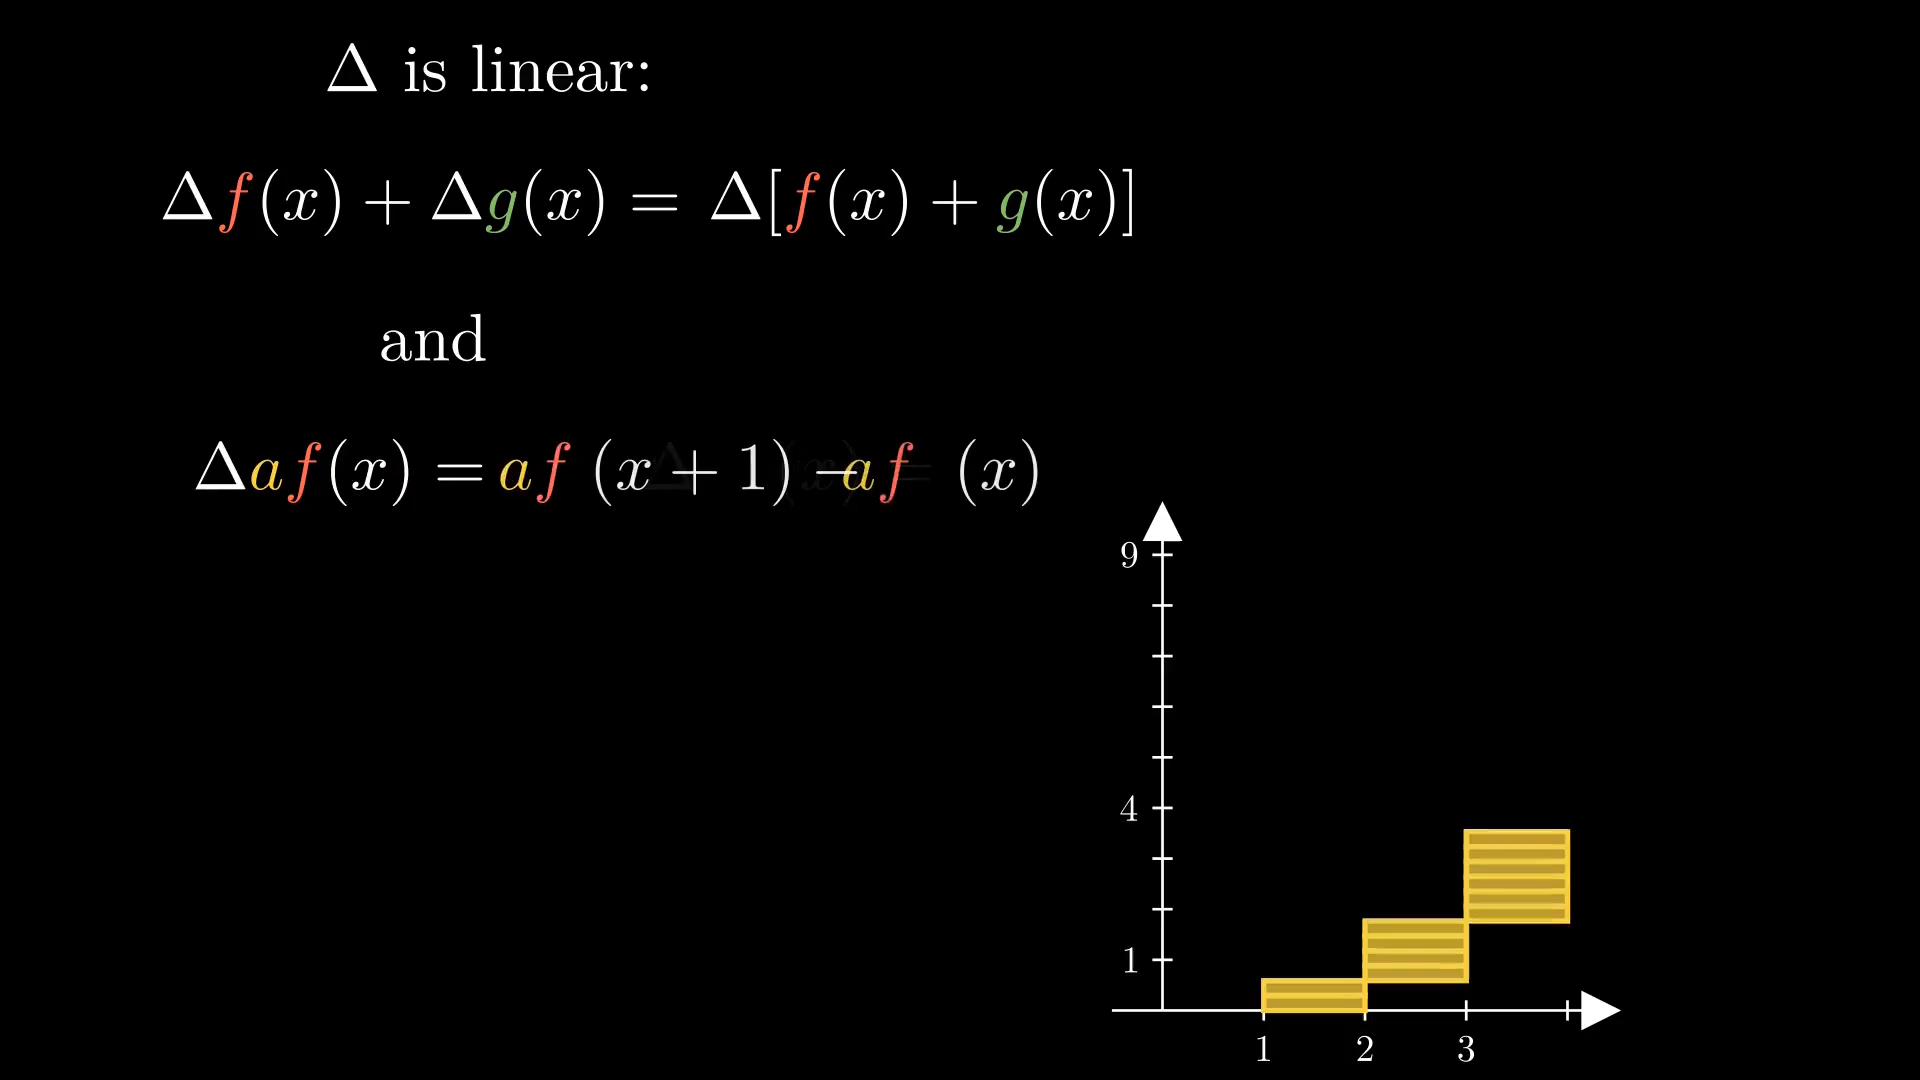 Δ is linear:
Δf(x) + Δg(x) = Δ[f(x) + g(x)]
and
Δaf(x) = af (x + 1) − af (x)
9
4
1
1 2 3